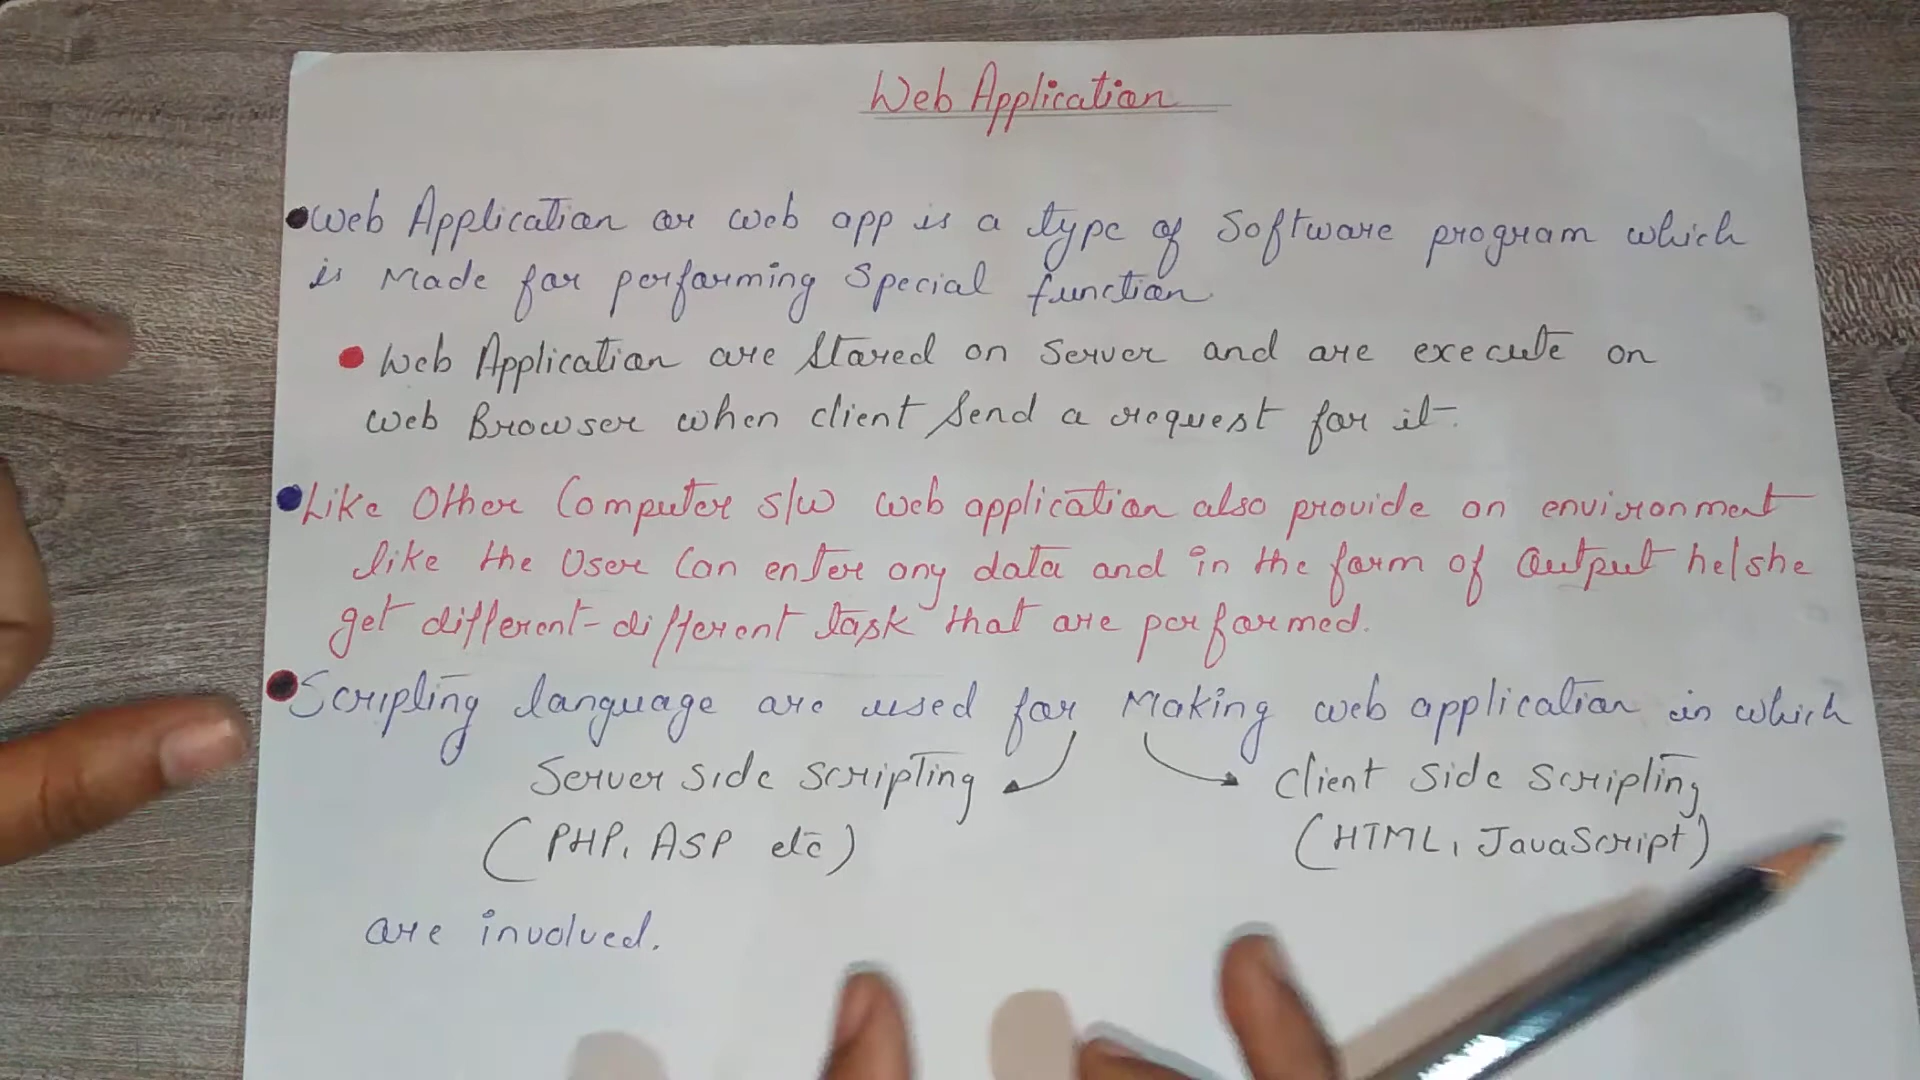 Web Application
Web Application or web app is a type of Software program which
is Made for performing Special function.
Web Application are stored on Server and are execute on
Web Browser when client send a request for it.
Like Other Computer s/w web application also provide an environment
like the User can enter any data and in the form of Output he/she
get different-different task that are performed.
Scripting language are used for Making web application in which
Server side scripting
Client Side Scripting
(PHP, ASP etc)
(HTML, JavaScript)
are involved.